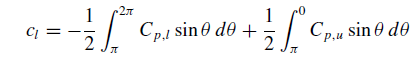 c_l = -\frac{1}{2} \int_{\pi}^{2\pi} C_{p,l} \sin\theta \, d\theta + \frac{1}{2} \int_{\pi}^{0} C_{p,u} \sin\theta \, d\theta